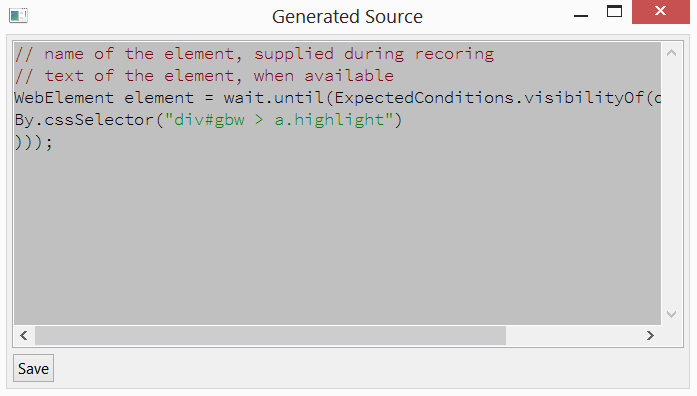 Generated Source
// name of the element, supplied during recoring
// text of the element, when available
WebElement element = wait.until(ExpectedConditions.visibilityOf(
By.cssSelector("div#gbw > a.highlight")
)));
Save